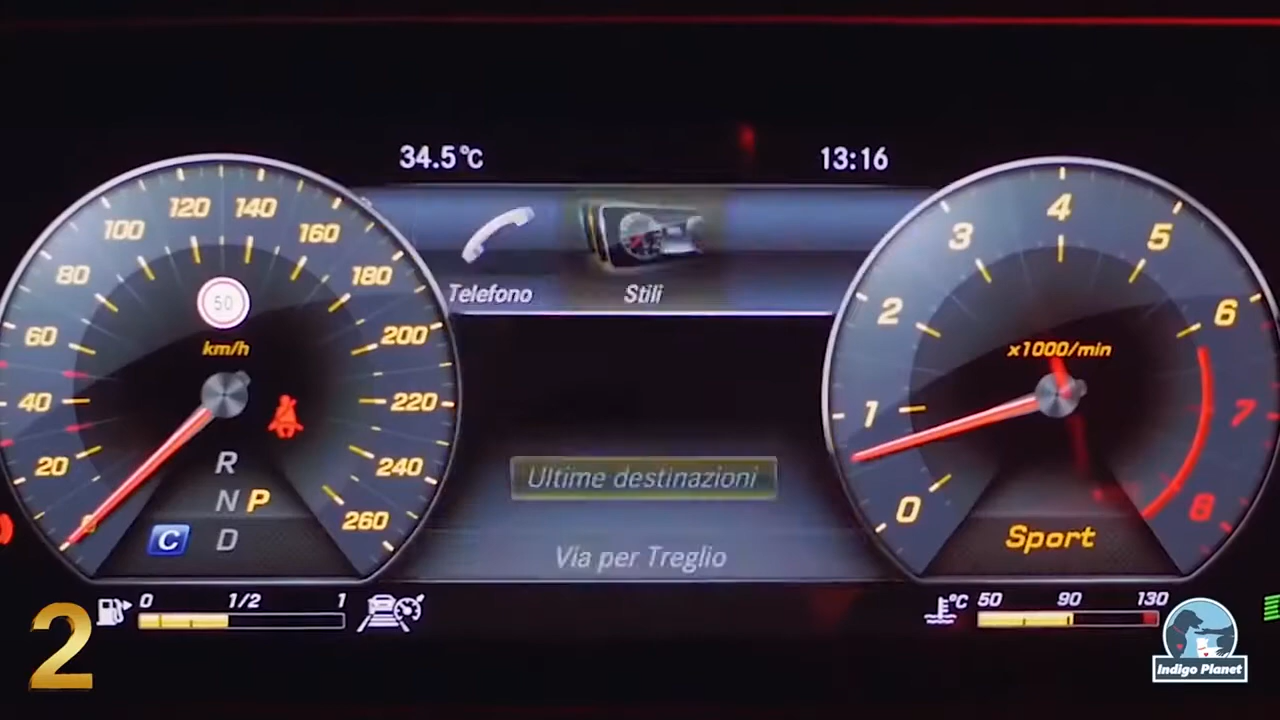 34.5°C
13:16
Telefono
Stili
20
40
60
80
100
120
140
160
180
200
220
240
260
50
km/h
R
N P
C D
0
1
2
3
4
5
6
7
8
x1000/min
Sport
Ultime destinazioni
Via per Treglio
0 1/2 1
°C 50 90 130
2
Indigo Planet